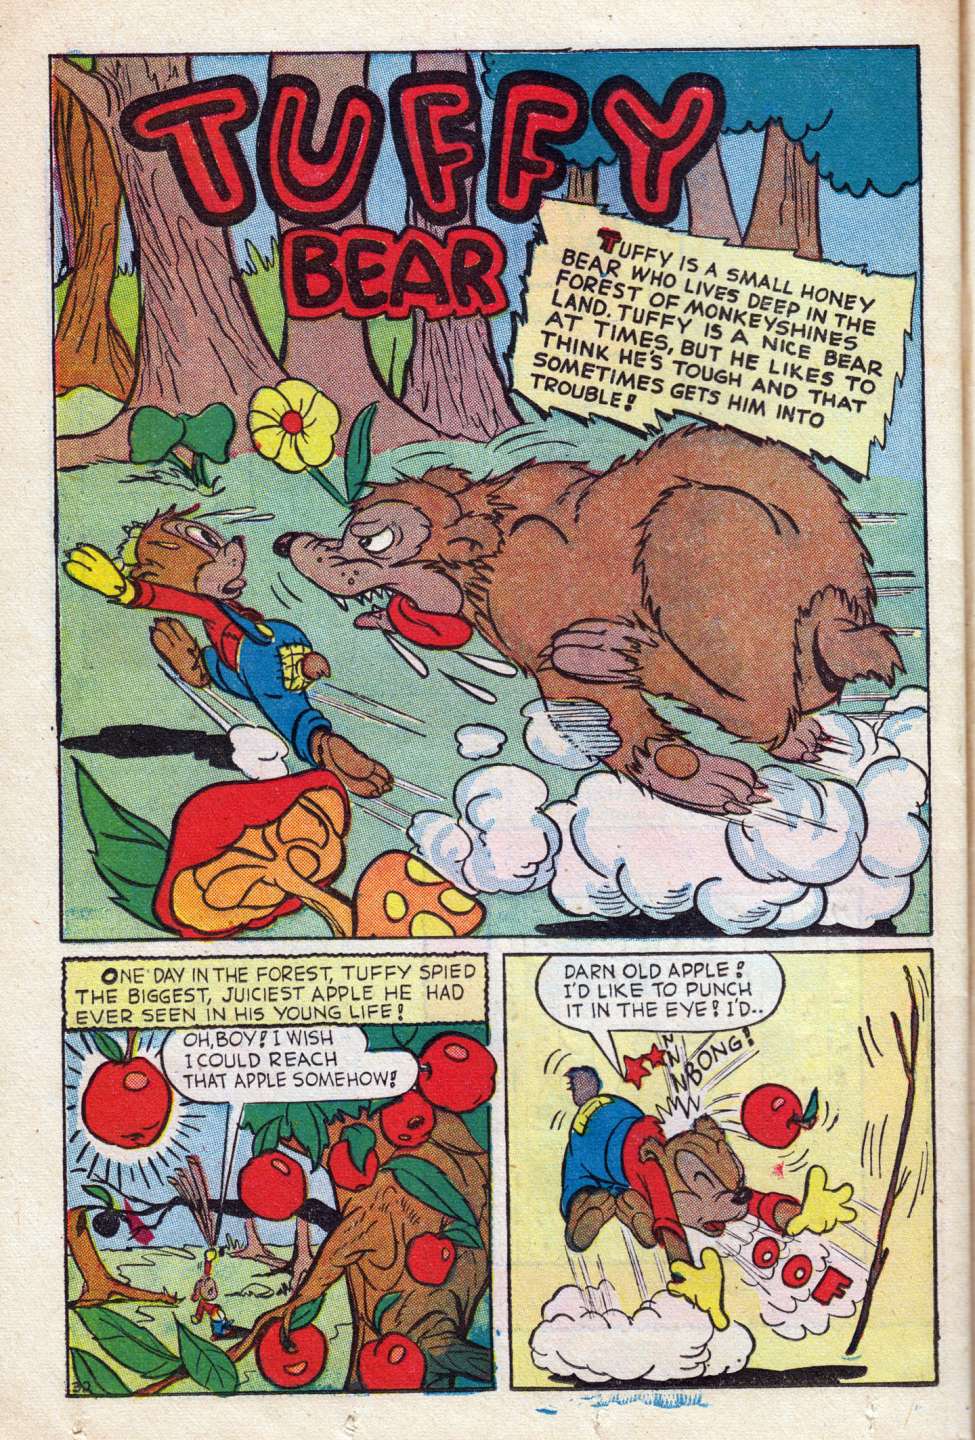 TUFFY
BEAR
TUFFY IS A SMALL HONEY
BEAR WHO LIVES DEEP IN THE
FOREST OF MONKEYSHINES
LAND. TUFFY IS A NICE BEAR
AT TIMES, BUT HE LIKES TO
THINK HE'S TOUGH AND THAT
SOMETIMES GETS HIM INTO
TROUBLE!
ONE DAY IN THE FOREST, TUFFY SPIED
THE BIGGEST, JUICIEST APPLE HE HAD
EVER SEEN IN HIS YOUNG LIFE!
OH, BOY! I WISH
I COULD REACH
THAT APPLE SOMEHOW!
32
DARN OLD APPLE!
I'D LIKE TO PUNCH
IT IN THE EYE! I'D..
BONG!
OOF